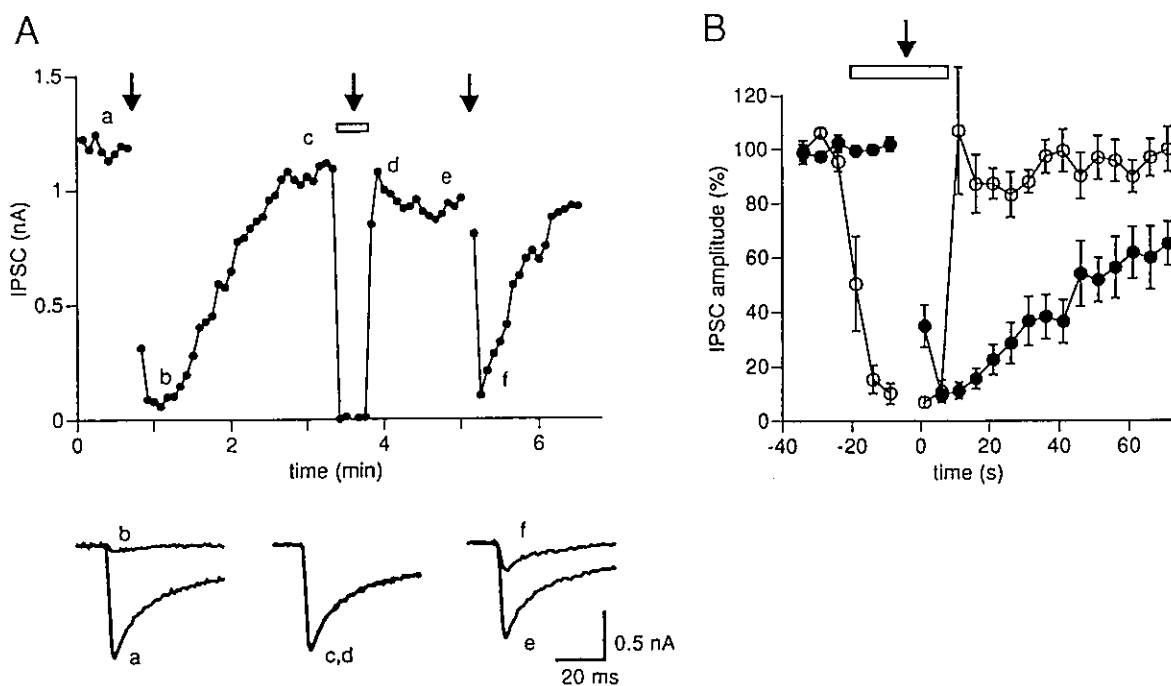 A
B
IPSC (nA)
1.5
1
0.5
0
a
b
c
d
e
f
0
2
4
6
time (min)
IPSC amplitude (%)
120
100
80
60
40
20
0
-40
-20
0
20
40
60
time (s)
b
a
c,d
f
e
0.5 nA
20 ms